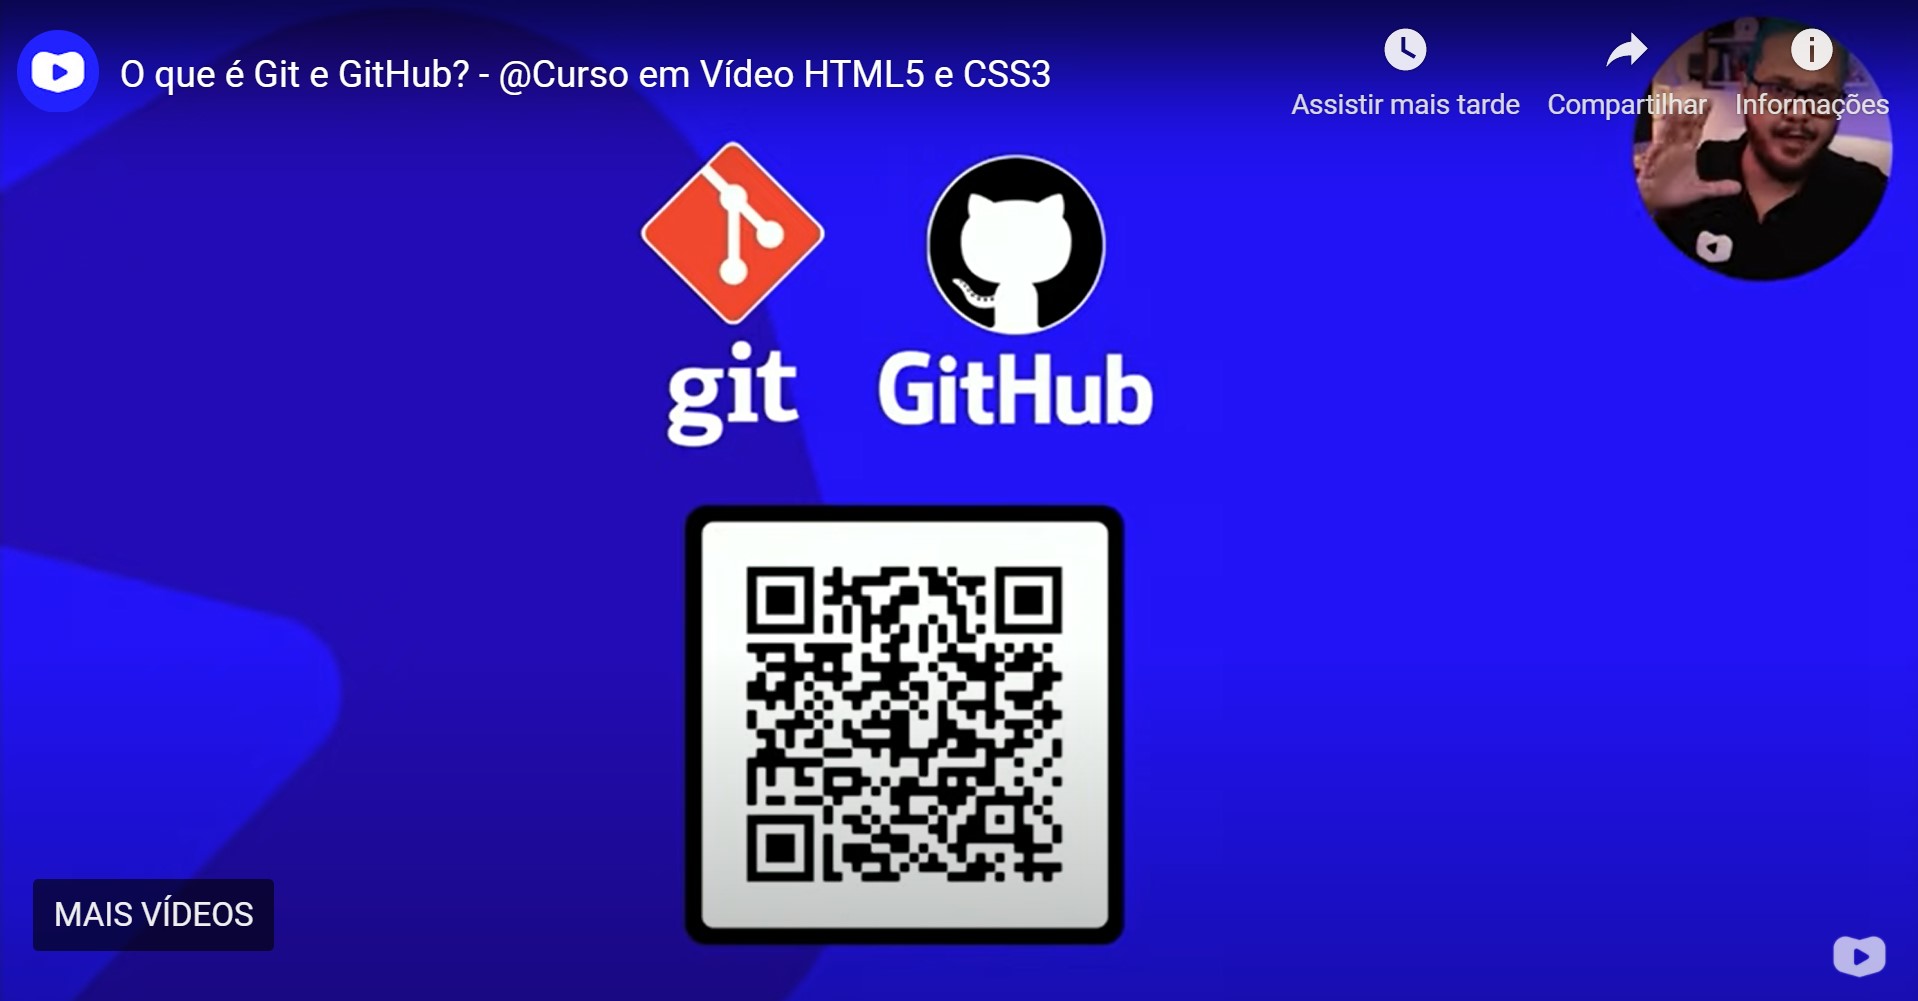 O que é Git e GitHub? - @Curso em Vídeo HTML5 e CSS3
Assistir mais tarde
Compartilhar
Informações
git
GitHub
MAIS VÍDEOS